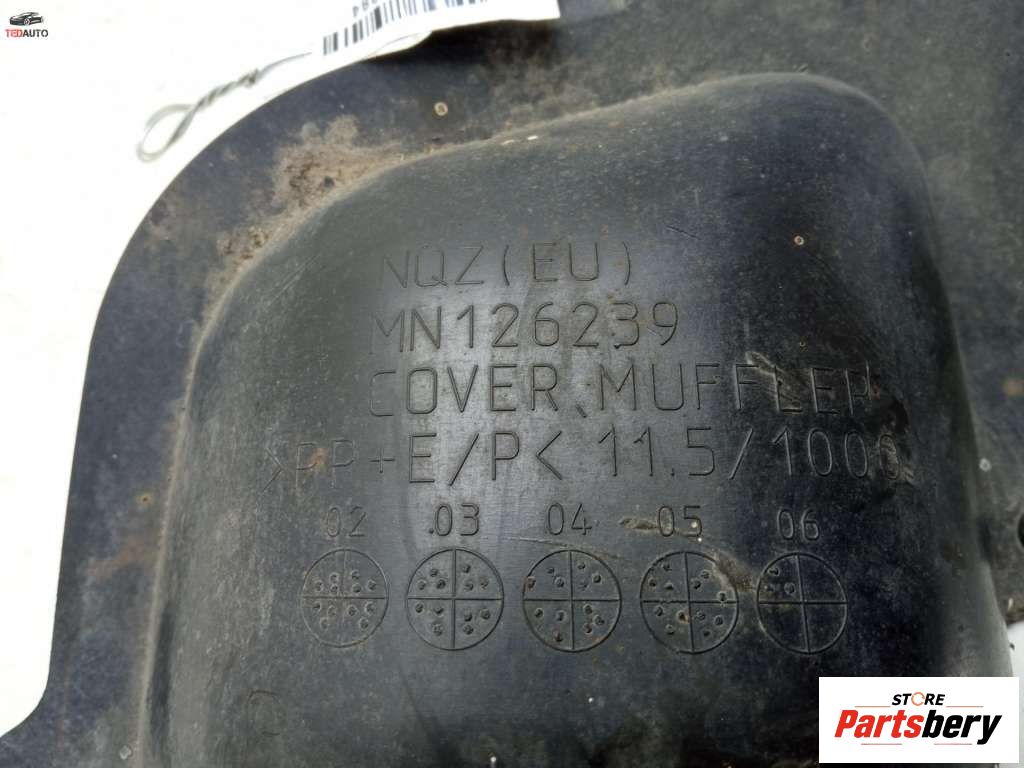 TEDAUTO
NQZ(EU)
MN126239
COVER, MUFFLER
>PP+E/P< 11.5/1000
02 03 04 05 06
STORE
Partsbery